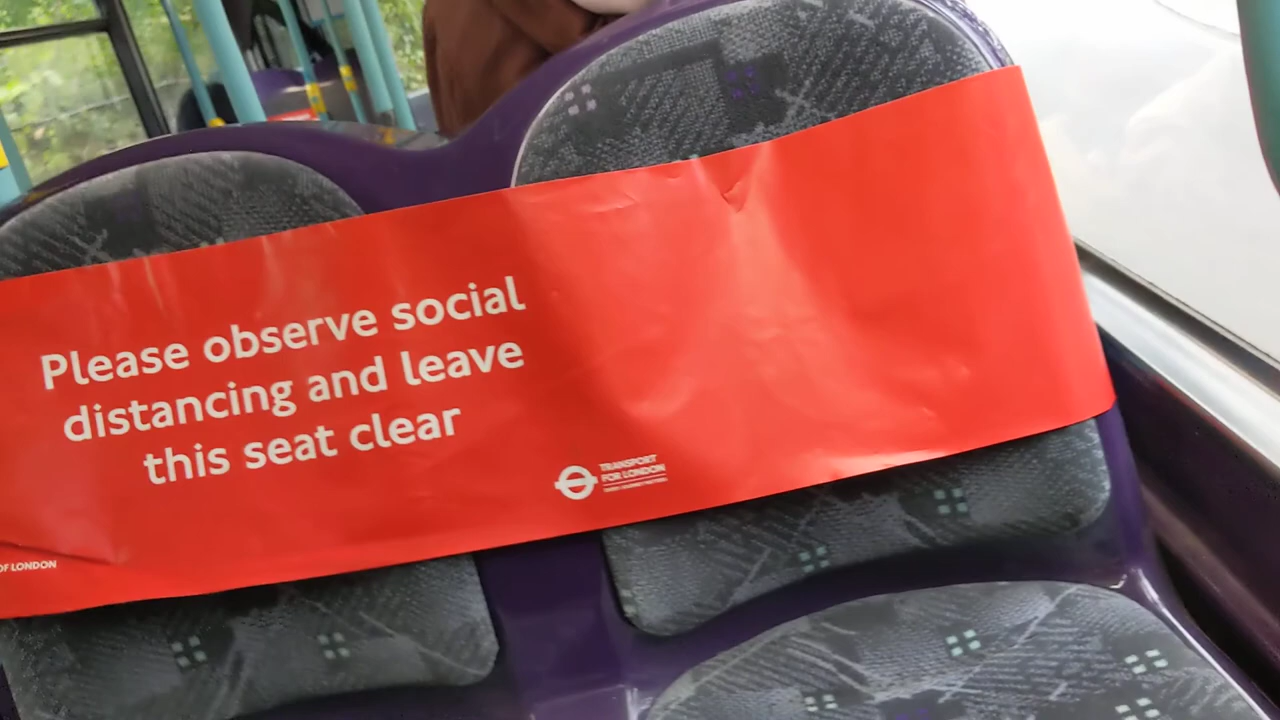 Please observe social
distancing and leave
this seat clear
TRANSPORT
FOR LONDON
OF LONDON